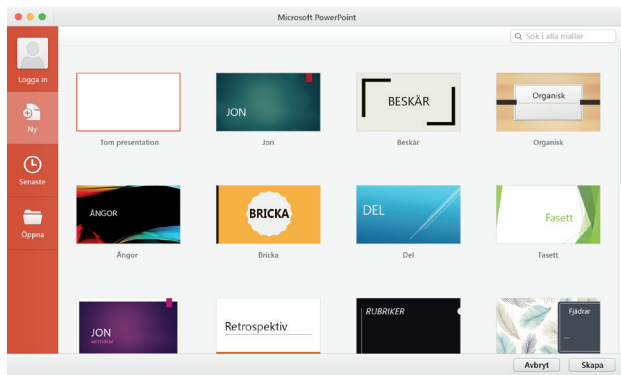 Microsoft PowerPoint
Sök i alla mallar
Logga in
Ny
Senaste
Öppna
JON
BESKÄR
Organisk
Tom presentation
Jon
Beskär
Organisk
ÅNGOR
BRICKA
DEL
Fasett
Ångor
Bricka
Del
Fasett
JON
MÖTESRUM
Retrospektiv
RUBRIKER
Fjädrar
Avbryt
Skapa